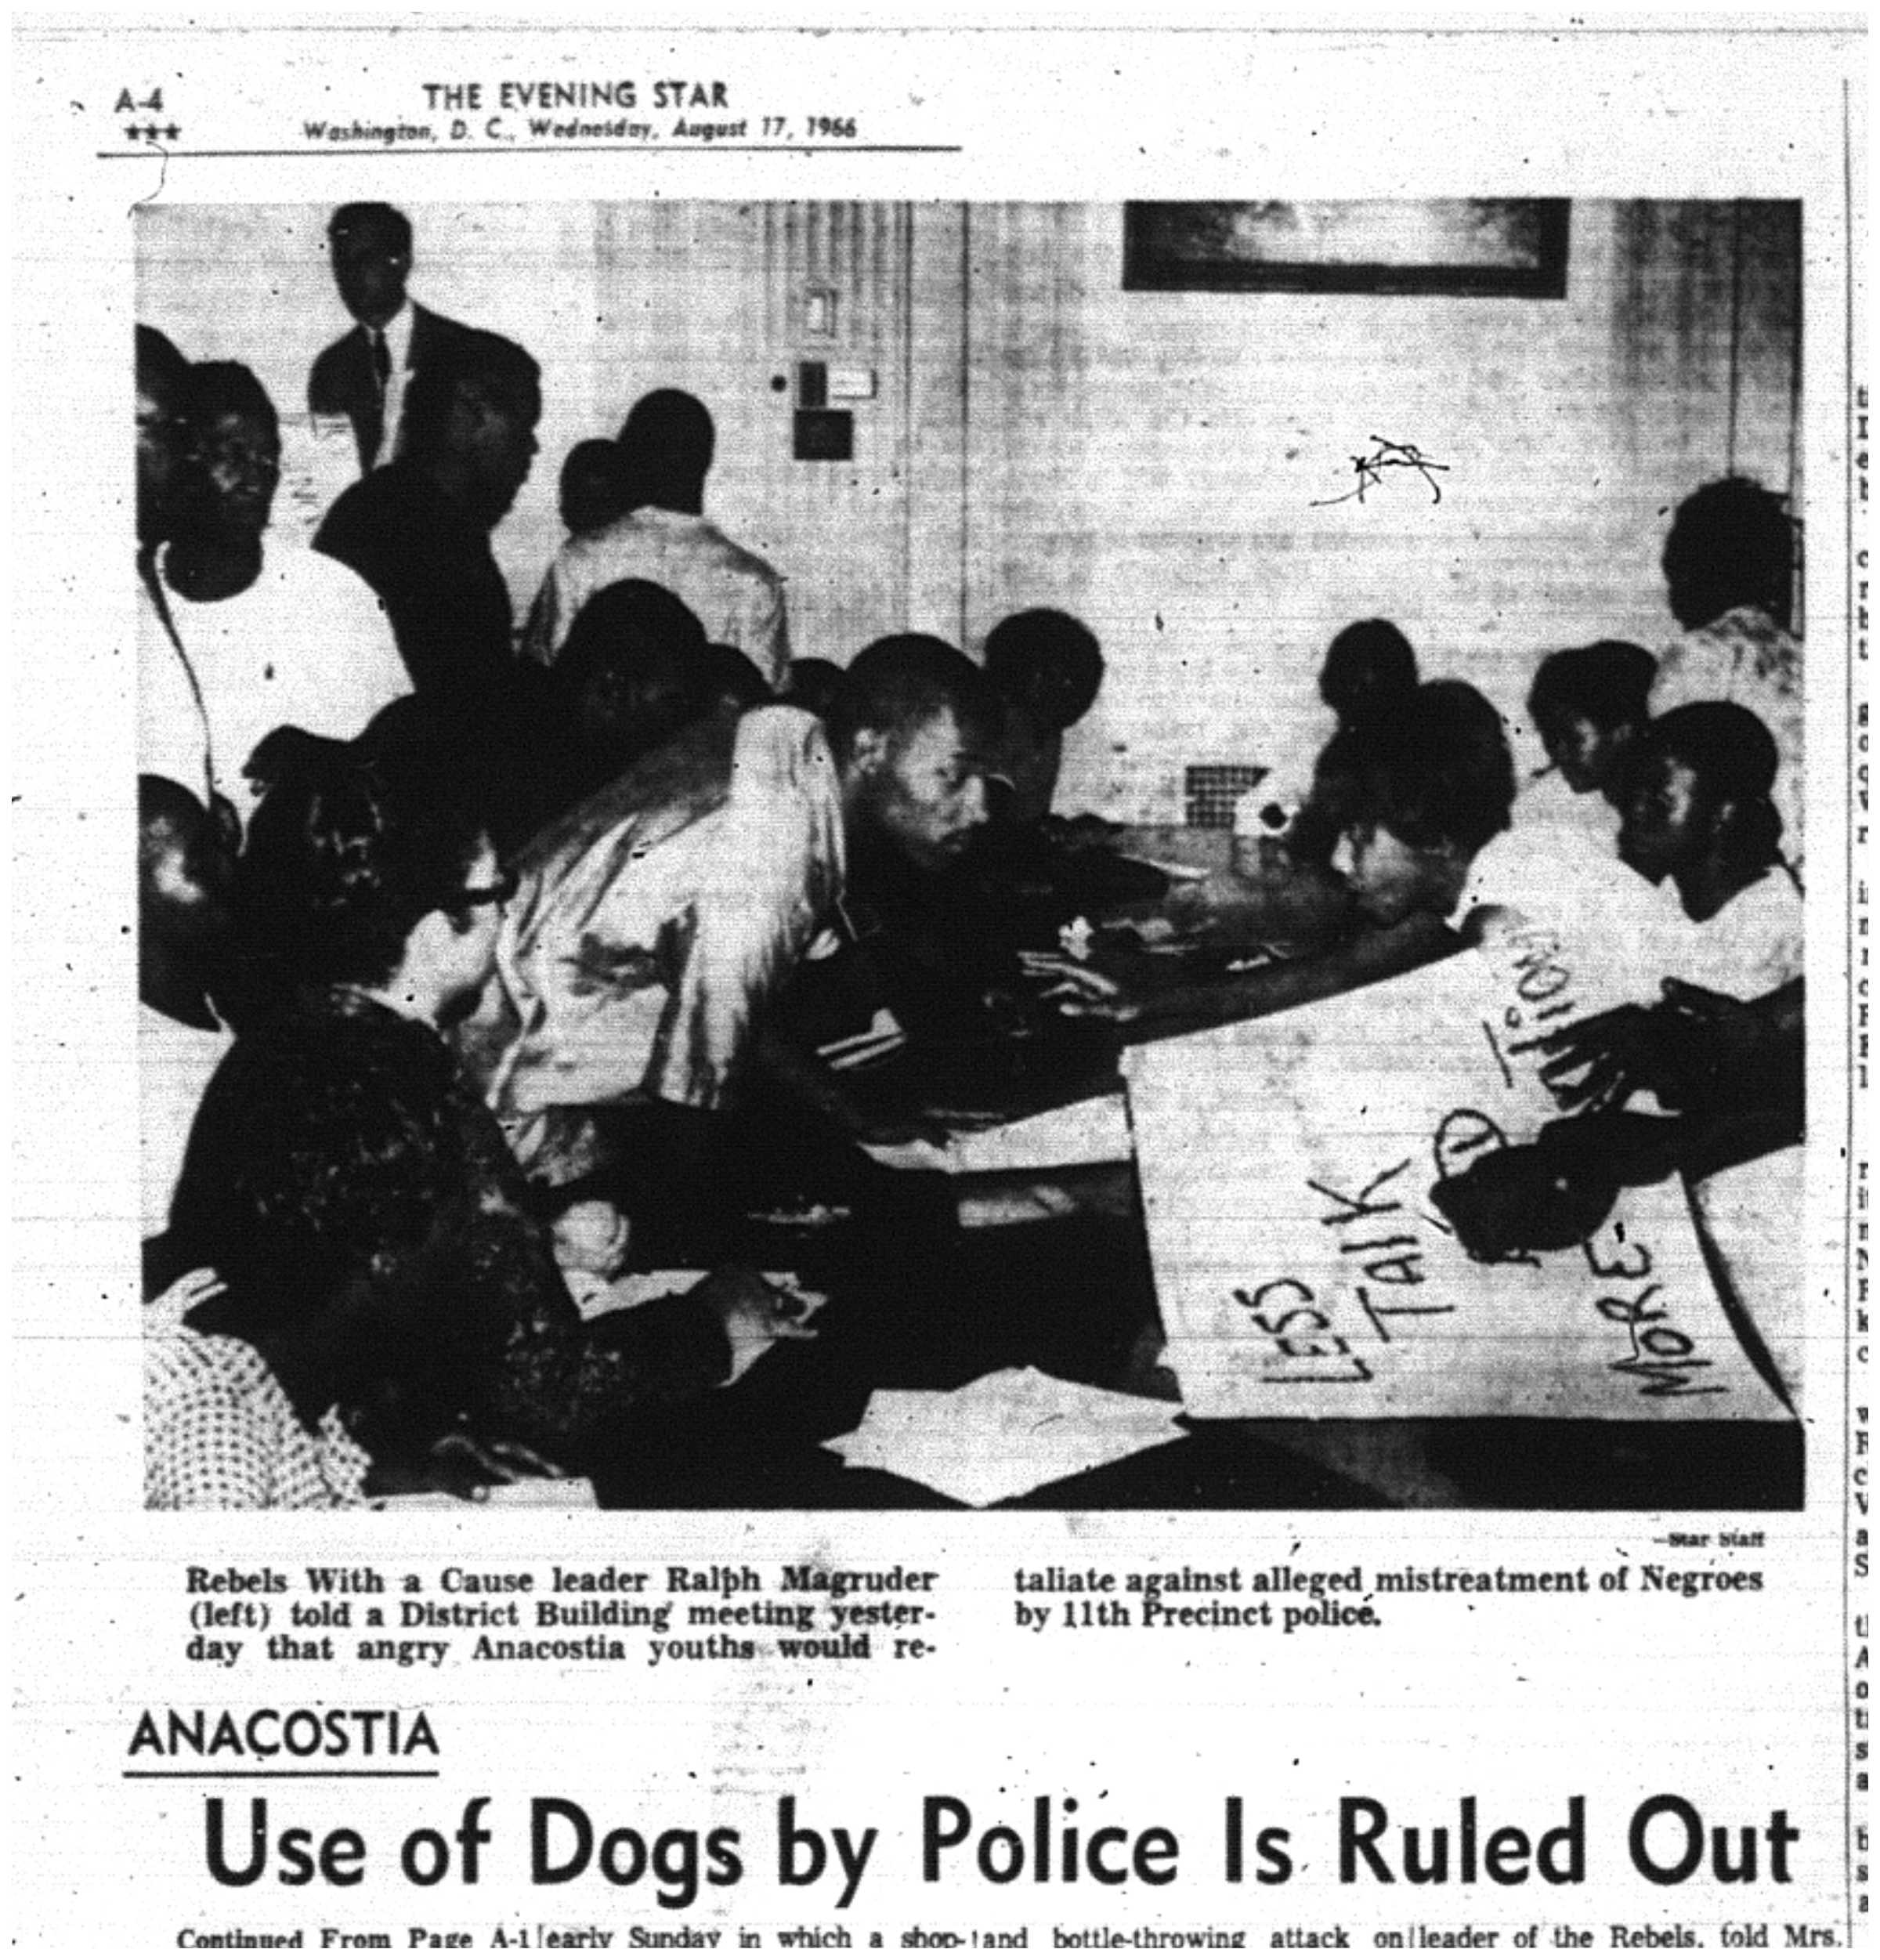 A-4
★★★
THE EVENING STAR
Washington, D. C., Wednesday, August 17, 1966
LESS
TAlK
MORE
—Star Staff
Rebels With a Cause leader Ralph Magruder
(left) told a District Building meeting yester-
day that angry Anacostia youths would re-
taliate against alleged mistreatment of Negroes
by 11th Precinct police.
ANACOSTIA
Use of Dogs by Police Is Ruled Out
Continued From Page A-1
early Sunday in which a shop-
and bottle-throwing attack on
leader of the Rebels, told Mrs.